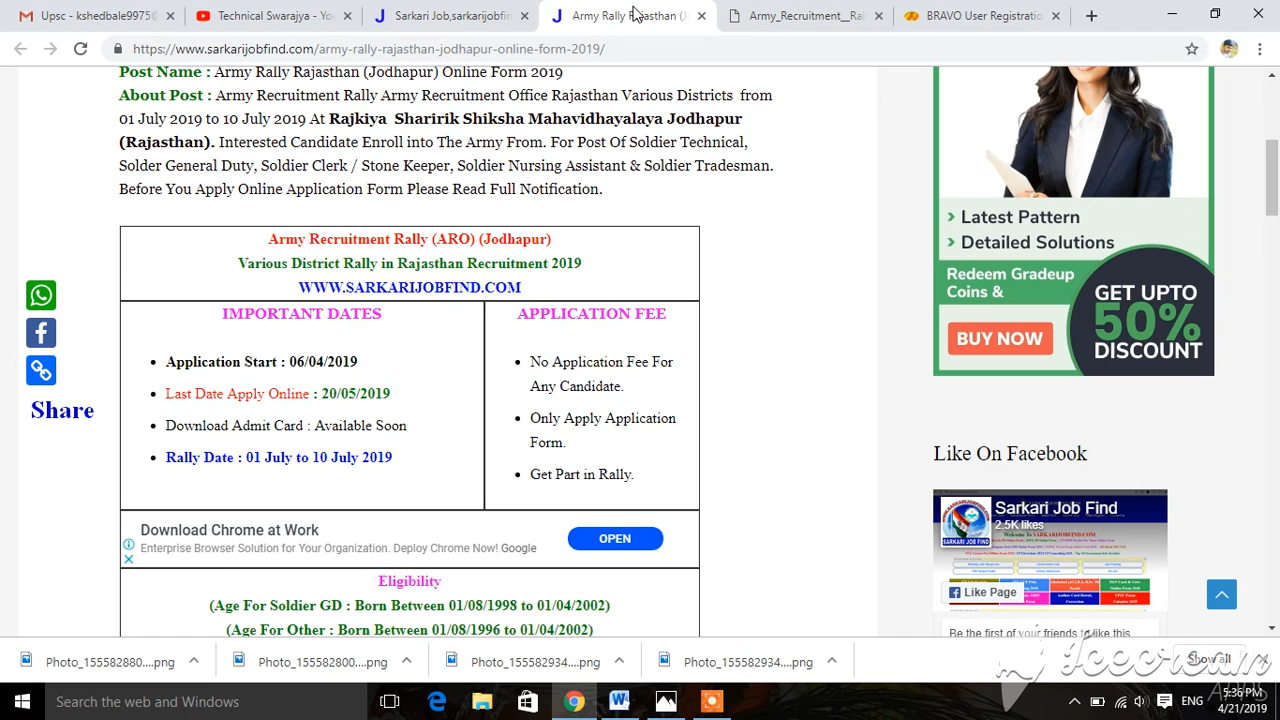 Upsc - kshedbale9975@
Technical Swarajya - You
Sarkari Job,sarkarijobfin
Army Rally Rajasthan (Jo
Army_Recruitment__Ral
BRAVO User Registratio
https://www.sarkarijobfind.com/army-rally-rajasthan-jodhapur-online-form-2019/
Post Name : Army Rally Rajasthan (Jodhapur) Online Form 2019
About Post : Army Recruitment Rally Army Recruitment Office Rajasthan Various Districts from
01 July 2019 to 10 July 2019 At Rajkiya Sharirik Shiksha Mahavidhayalaya Jodhapur
(Rajasthan). Interested Candidate Enroll into The Army From. For Post Of Soldier Technical,
Solder General Duty, Soldier Clerk / Stone Keeper, Soldier Nursing Assistant & Soldier Tradesman.
Before You Apply Online Application Form Please Read Full Notification.
Army Recruitment Rally (ARO) (Jodhapur)
Various District Rally in Rajasthan Recruitment 2019
WWW.SARKARIJOBFIND.COM
IMPORTANT DATES
Application Start : 06/04/2019
Last Date Apply Online : 20/05/2019
Download Admit Card : Available Soon
Rally Date : 01 July to 10 July 2019
APPLICATION FEE
No Application Fee For
Any Candidate.
Only Apply Application
Form.
Get Part in Rally.
Share
Download Chrome at Work
Enterprise Browser Solution for Your Organization. Deploy Chrome Now! Google
OPEN
Eligibility
(Age For Soldier GD : Born Between 01/08/1998 to 01/04/2002)
(Age For Other : Born Between 01/08/1996 to 01/04/2002)
Latest Pattern
Detailed Solutions
Redeem Gradeup
Coins &
BUY NOW
GET UPTO
50%
DISCOUNT
Like On Facebook
Sarkari Job Find
2.5K likes
Like Page
Be the first of your friends to like this
Photo_155582880....png
Photo_155582800....png
Photo_155582934....png
Photo_155582934....png
Show all
Icecream
Search the web and Windows
ENG
5:36 PM
4/21/2019